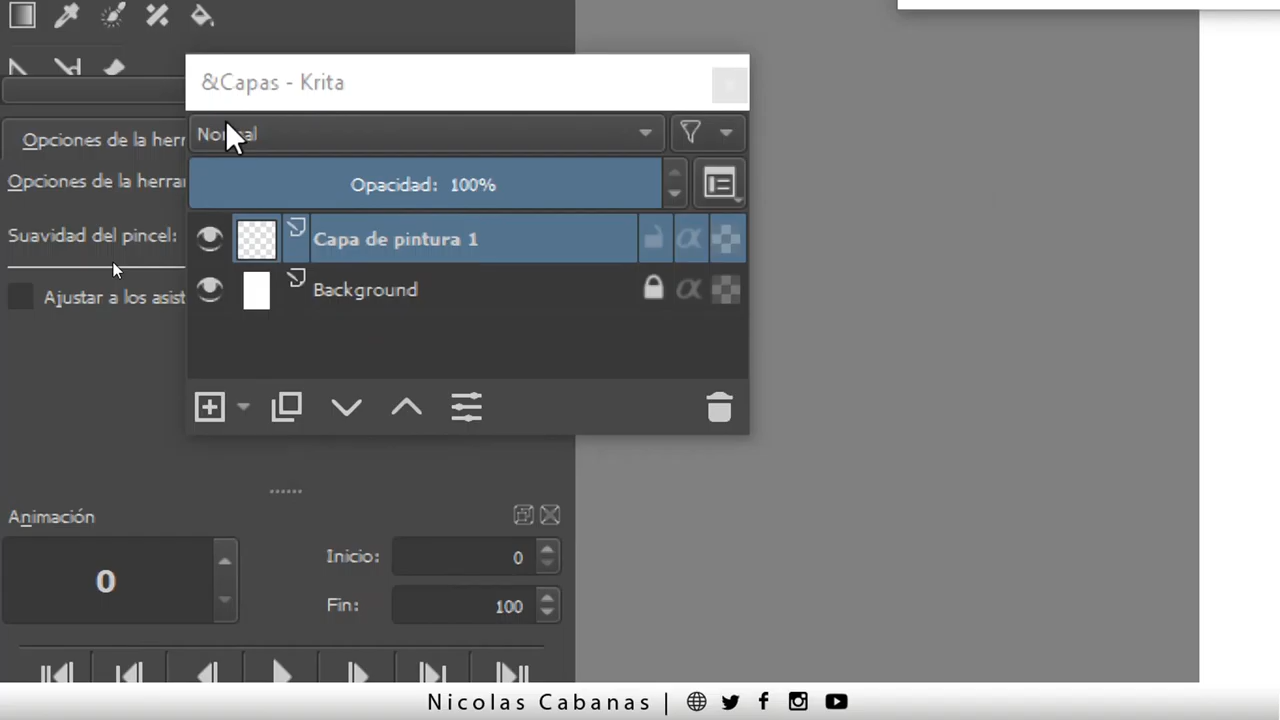 &Capas - Krita
Normal
Opciones de la herr
Opacidad: 100%
Opciones de la herrar
Suavidad del pincel:
Capa de pintura 1
Background
Ajustar a los asist
Animación
Inicio: 0
0
Fin: 100
Nicolas Cabanas |